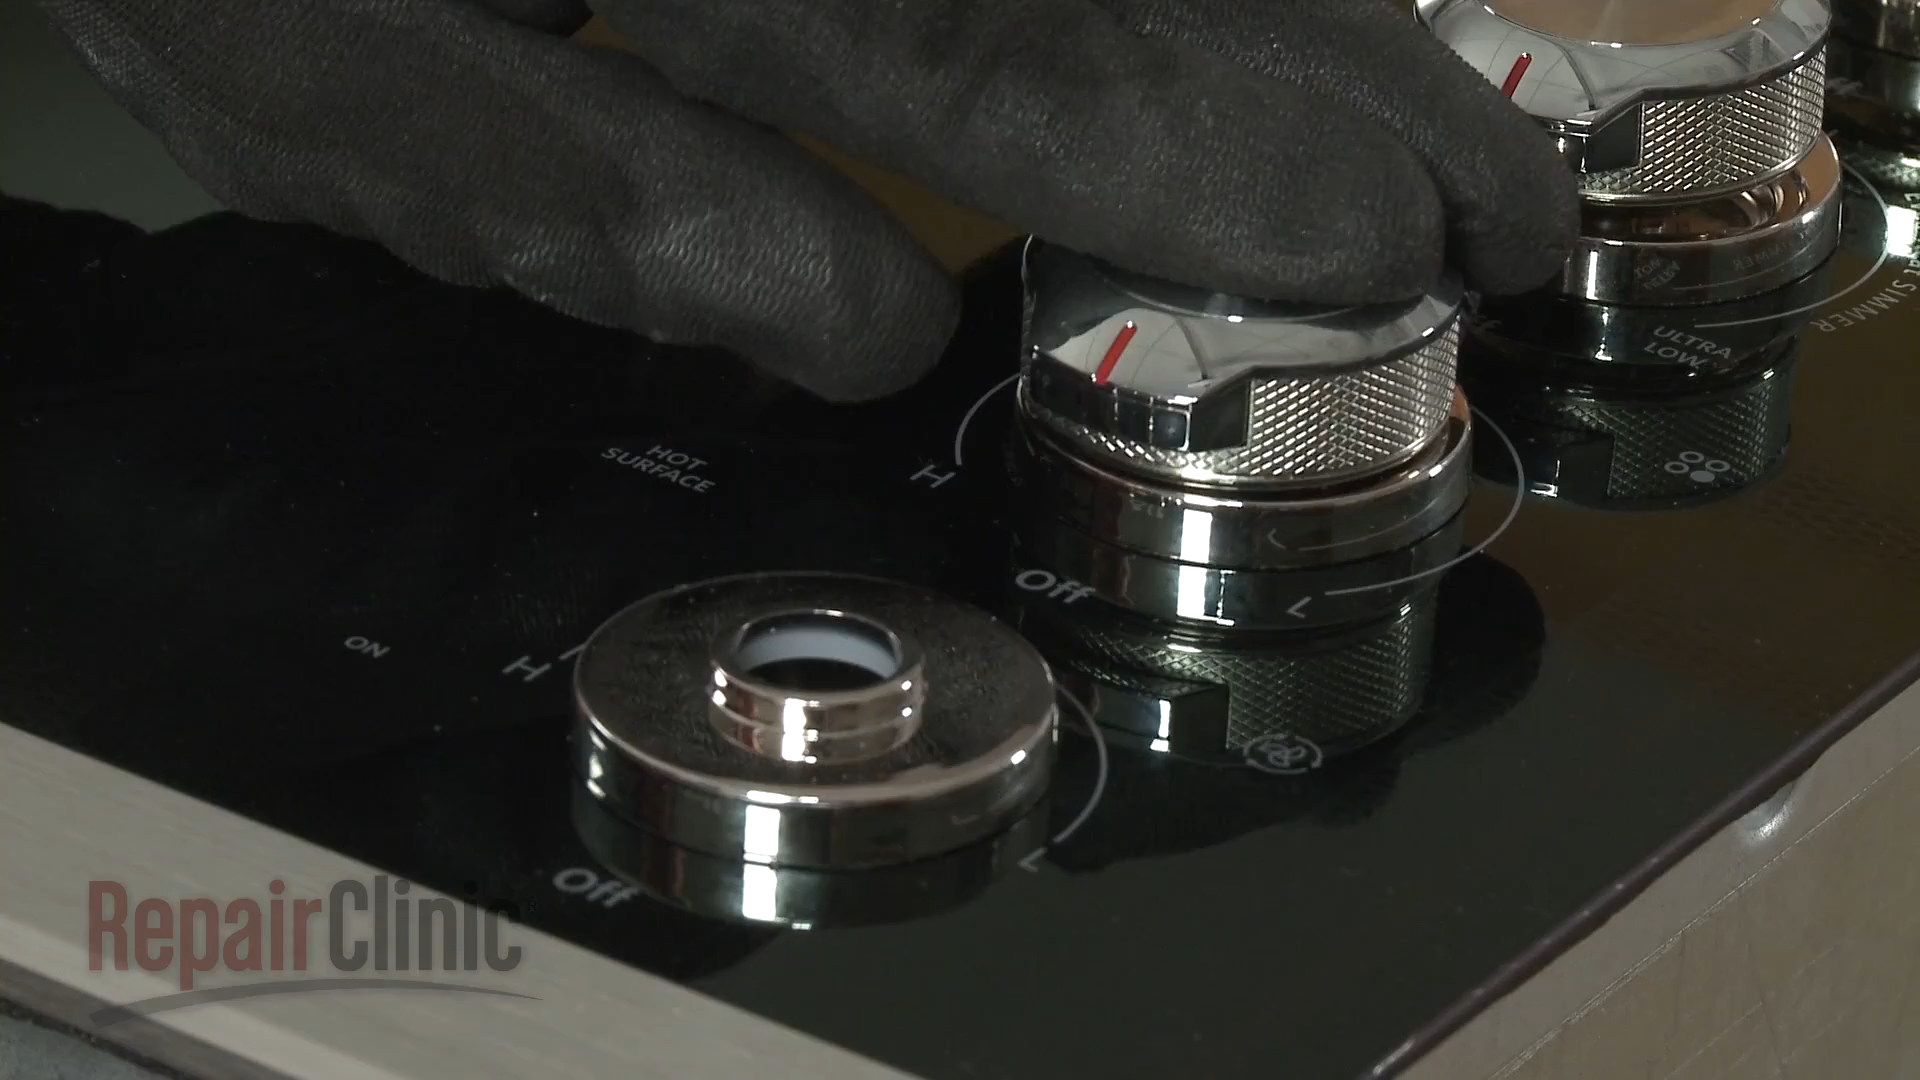 HOT
SURFACE
ON
H
H
Off
L
Off
L
ULTRA
LOW
SIMMER
RepairClinic